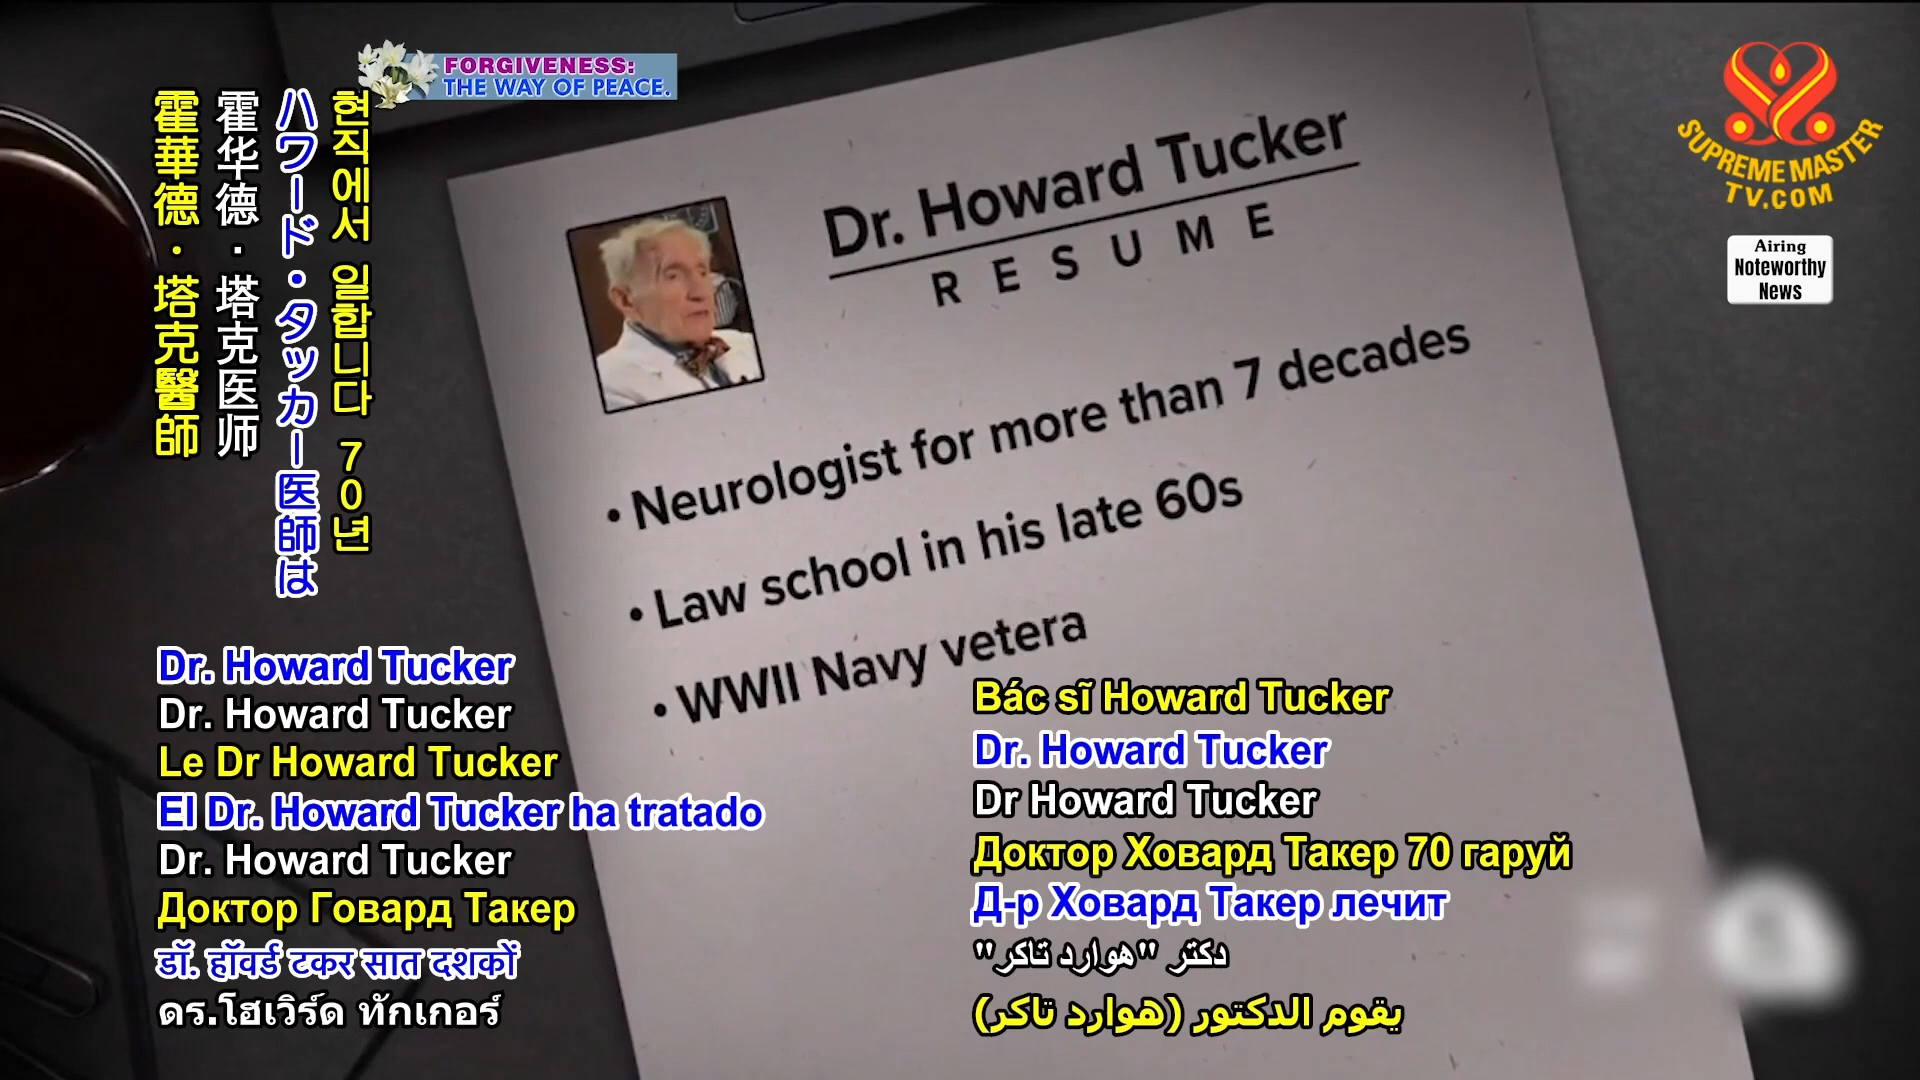 FORGIVENESS:
THE WAY OF PEACE.
SUPREME MASTER
TV.COM
Airing
Noteworthy
News
현직에서 일합니다 70년
ハワード・タッカー医師は
霍华德・塔克医师
霍華德・塔克醫師
Dr. Howard Tucker
RESUME
• Neurologist for more than 7 decades
• Law school in his late 60s
• WWII Navy vetera
Dr. Howard Tucker
Dr. Howard Tucker
Le Dr Howard Tucker
El Dr. Howard Tucker ha tratado
Dr. Howard Tucker
Доктор Говард Такер
डॉ. हॉवर्ड टकर सात दशकों
ดร.โฮเวิร์ด ทักเกอร์
Bác sĩ Howard Tucker
Dr. Howard Tucker
Dr Howard Tucker
Доктор Ховард Такер 70 гаруй
Д-р Ховард Такер лечит
دکتر "هوارد تاکر"
يقوم الدكتور (هوارد تاكر)